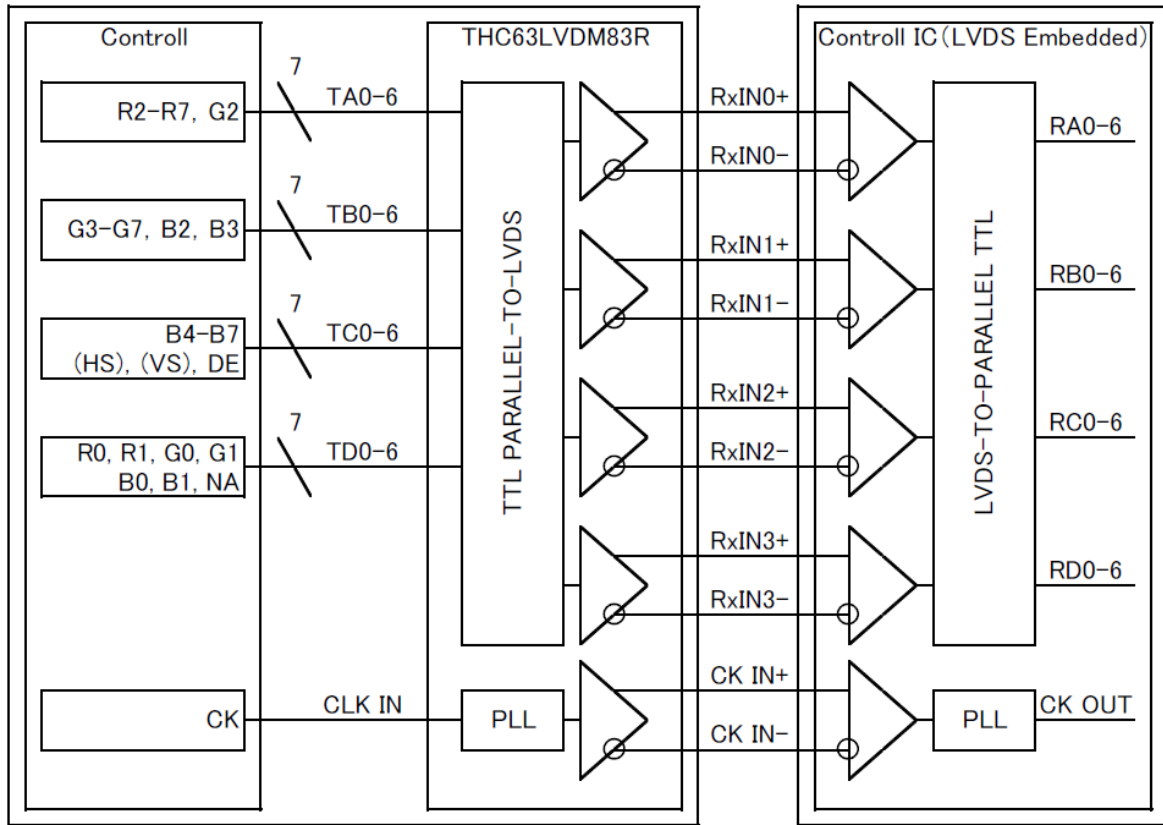 Controll
THC63LVDM83R
Controll IC(LVDS Embedded)
R2-R7, G2
7
TA0-6
G3-G7, B2, B3
7
TB0-6
B4-B7
(HS), (VS), DE
7
TC0-6
R0, R1, G0, G1
B0, B1, NA
7
TD0-6
CK
CLK IN
TTL PARALLEL-TO-LVDS
PLL
RxIN0+
RxIN0-
RxIN1+
RxIN1-
RxIN2+
RxIN2-
RxIN3+
RxIN3-
CK IN+
CK IN-
LVDS-TO-PARALLEL TTL
PLL
RA0-6
RB0-6
RC0-6
RD0-6
CK OUT